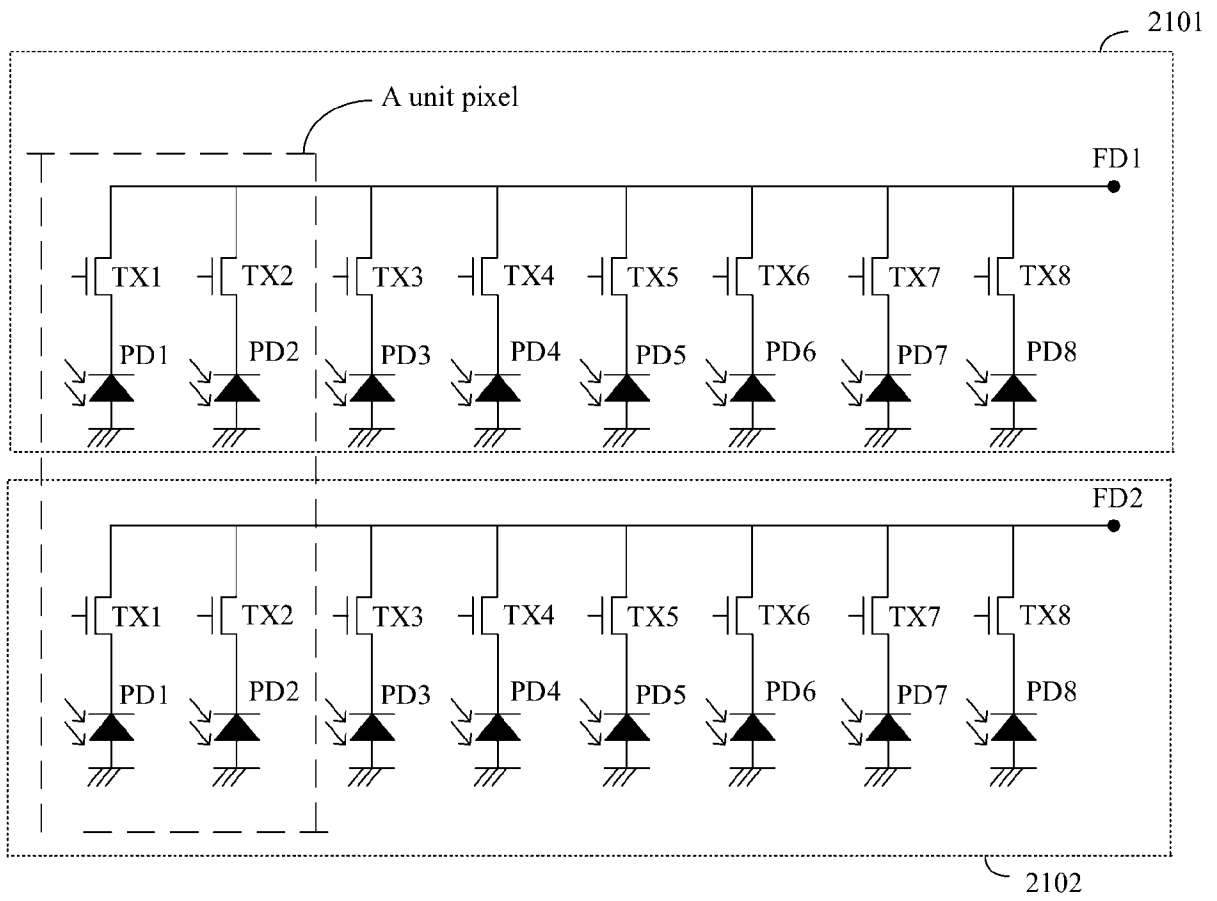 2101
A unit pixel
FD1
TX1 TX2 TX3 TX4 TX5 TX6 TX7 TX8
PD1 PD2 PD3 PD4 PD5 PD6 PD7 PD8
FD2
TX1 TX2 TX3 TX4 TX5 TX6 TX7 TX8
PD1 PD2 PD3 PD4 PD5 PD6 PD7 PD8
2102